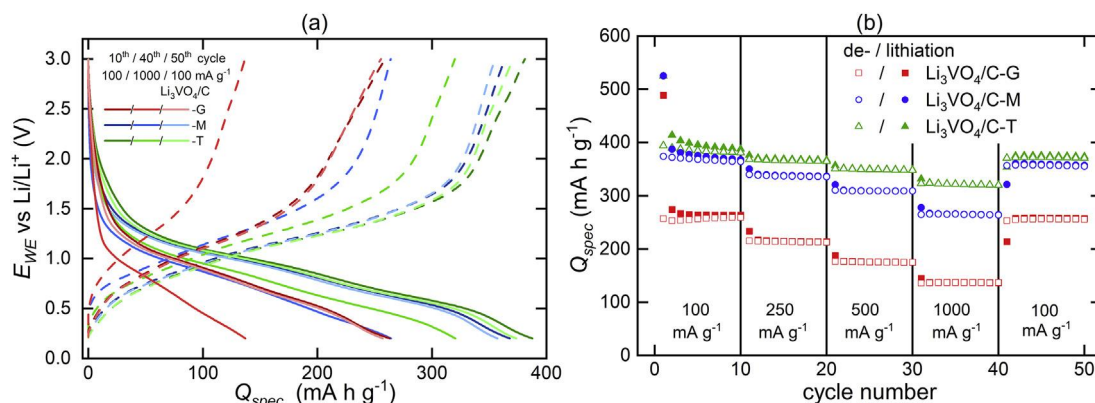 (a)
10th / 40th / 50th cycle
100 / 1000 / 100 mA g-1
Li3VO4/C
-G
-M
-T
3.0
2.5
2.0
1.5
1.0
0.5
0.0
EWE vs Li/Li+ (V)
0
100
200
300
400
Qspec (mA h g-1)
(b)
de- / lithiation
/ Li3VO4/C-G
/ Li3VO4/C-M
/ Li3VO4/C-T
600
500
400
300
200
100
0
Qspec (mA h g-1)
100 mA g-1
250 mA g-1
500 mA g-1
1000 mA g-1
100 mA g-1
0
10
20
30
40
50
cycle number